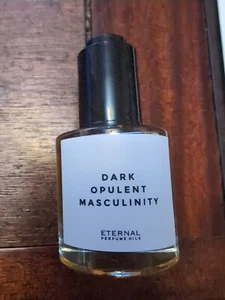 DARK
OPULENT
MASCULINITY
ETERNAL
PERFUME OILS